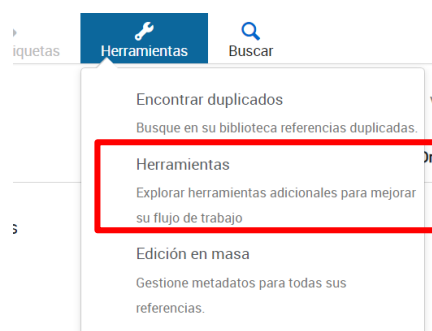 iquetas Herramientas Buscar
Encontrar duplicados
Busque en su biblioteca referencias duplicadas.
Herramientas
Explorar herramientas adicionales para mejorar
su flujo de trabajo
Edición en masa
Gestione metadatos para todas sus
referencias.